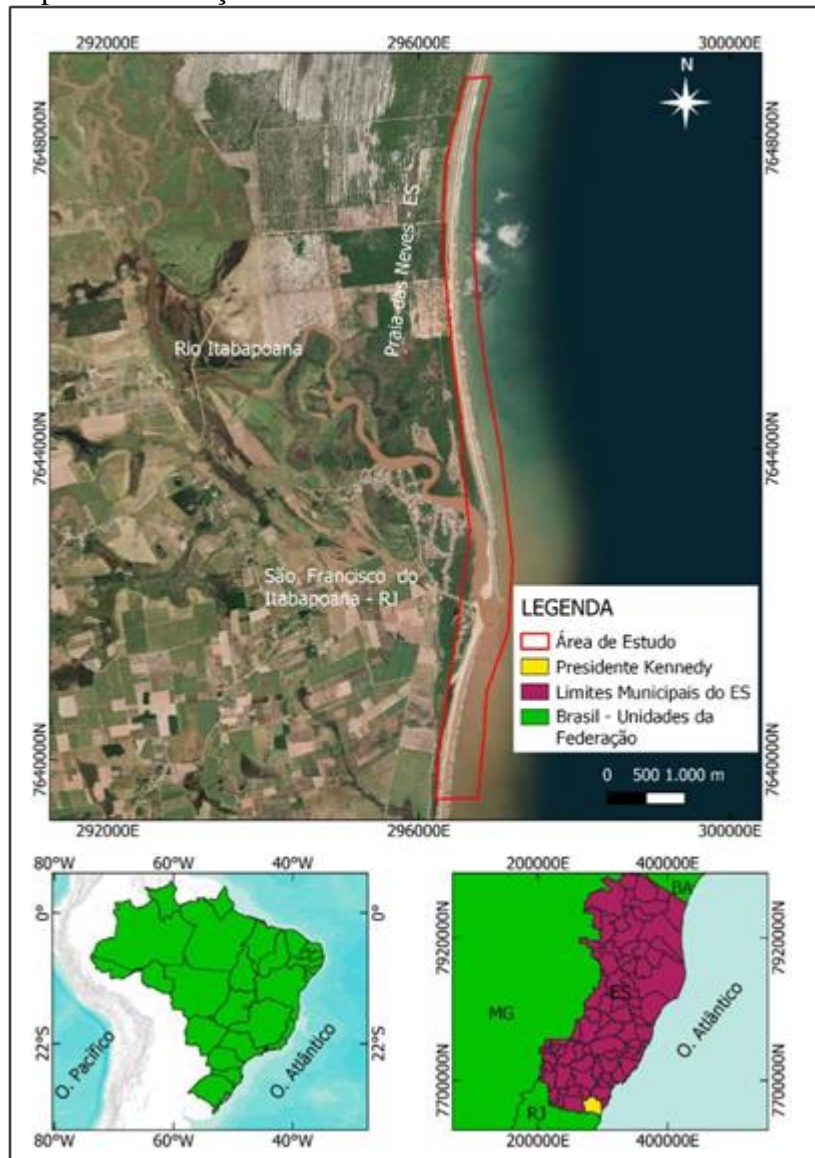 292000E
296000E
300000E
N
7648000N
7648000N
Praia das Neves - ES
Rio Itabapoana
7644000N
7644000N
São Francisco do
Itabapoana - RJ
LEGENDA
Área de Estudo
Presidente Kennedy
Limites Municipais do ES
Brasil - Unidades da
Federação
0 500 1.000 m
7640000N
7640000N
292000E
296000E
300000E
80°W
60°W
40°W
0°
0°
22°S
22°S
O. Pacífico
O. Atlântico
80°W
60°W
40°W
200000E
400000E
BA
7920000N
7920000N
ES
MG
O. Atlântico
7700000N
7700000N
RJ
200000E
400000E